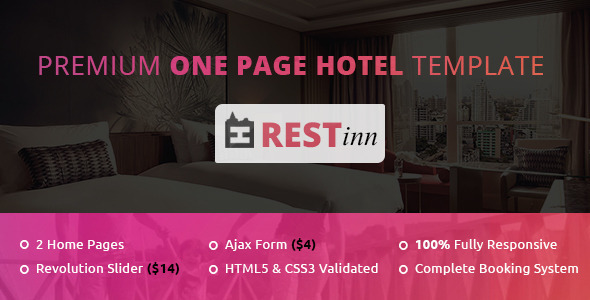 PREMIUM ONE PAGE HOTEL TEMPLATE
REST inn
2 Home Pages
Ajax Form ($4)
100% Fully Responsive
Revolution Slider ($14)
HTML5 & CSS3 Validated
Complete Booking System